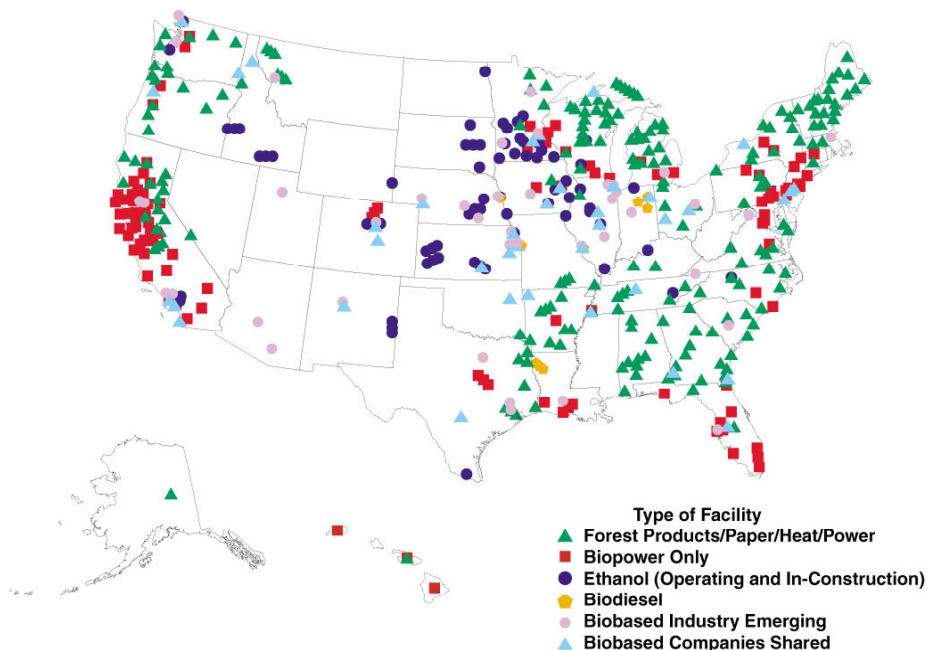 Type of Facility
Forest Products/Paper/Heat/Power
Biopower Only
Ethanol (Operating and In-Construction)
Biodiesel
Biobased Industry Emerging
Biobased Companies Shared